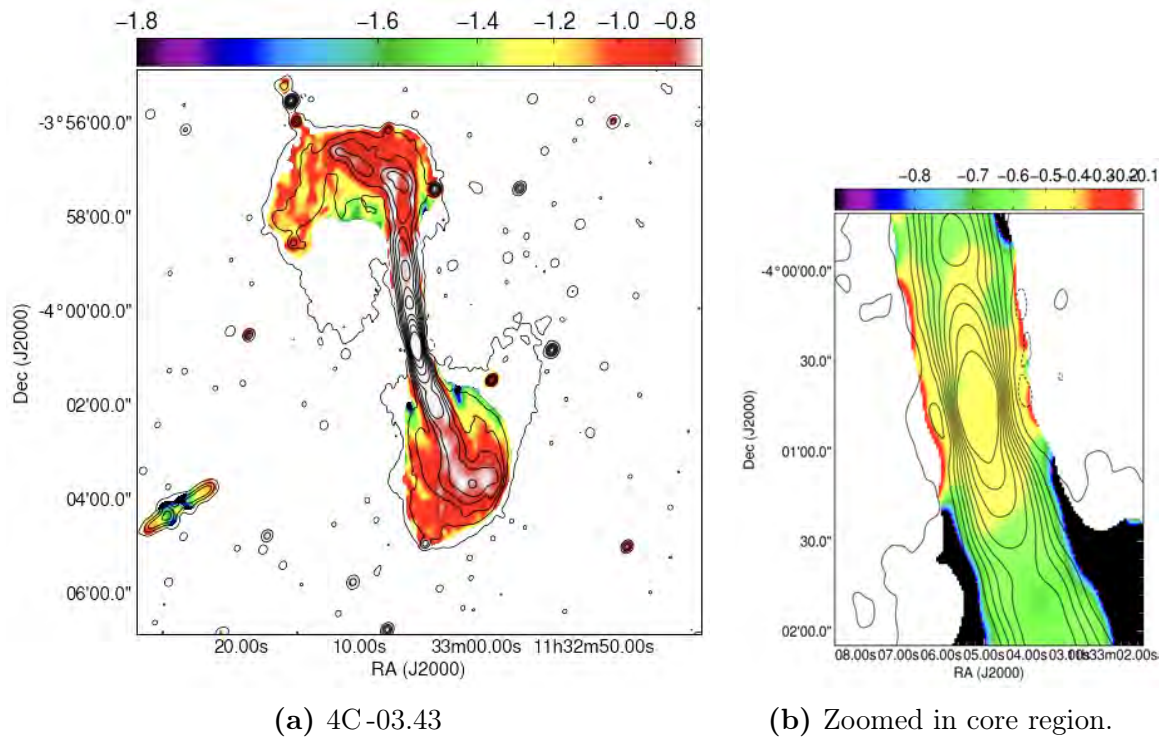 −1.8 −1.6 −1.4 −1.2 −1.0 −0.8
-3°56'00.0"
58'00.0"
-4°00'00.0"
02'00.0"
04'00.0"
06'00.0"
Dec (J2000)
20.00s 10.00s 33m00.00s 11h32m50.00s
RA (J2000)
(a) 4C-03.43
−0.8 −0.7 −0.6 −0.5 −0.4 0.3 0.2 0.1
-4°00'00.0"
30.0"
01'00.0"
30.0"
02'00.0"
Dec (J2000)
08.00s 07.00s 06.00s 05.00s 04.00s
RA (J2000)
(b) Zoomed in core region.